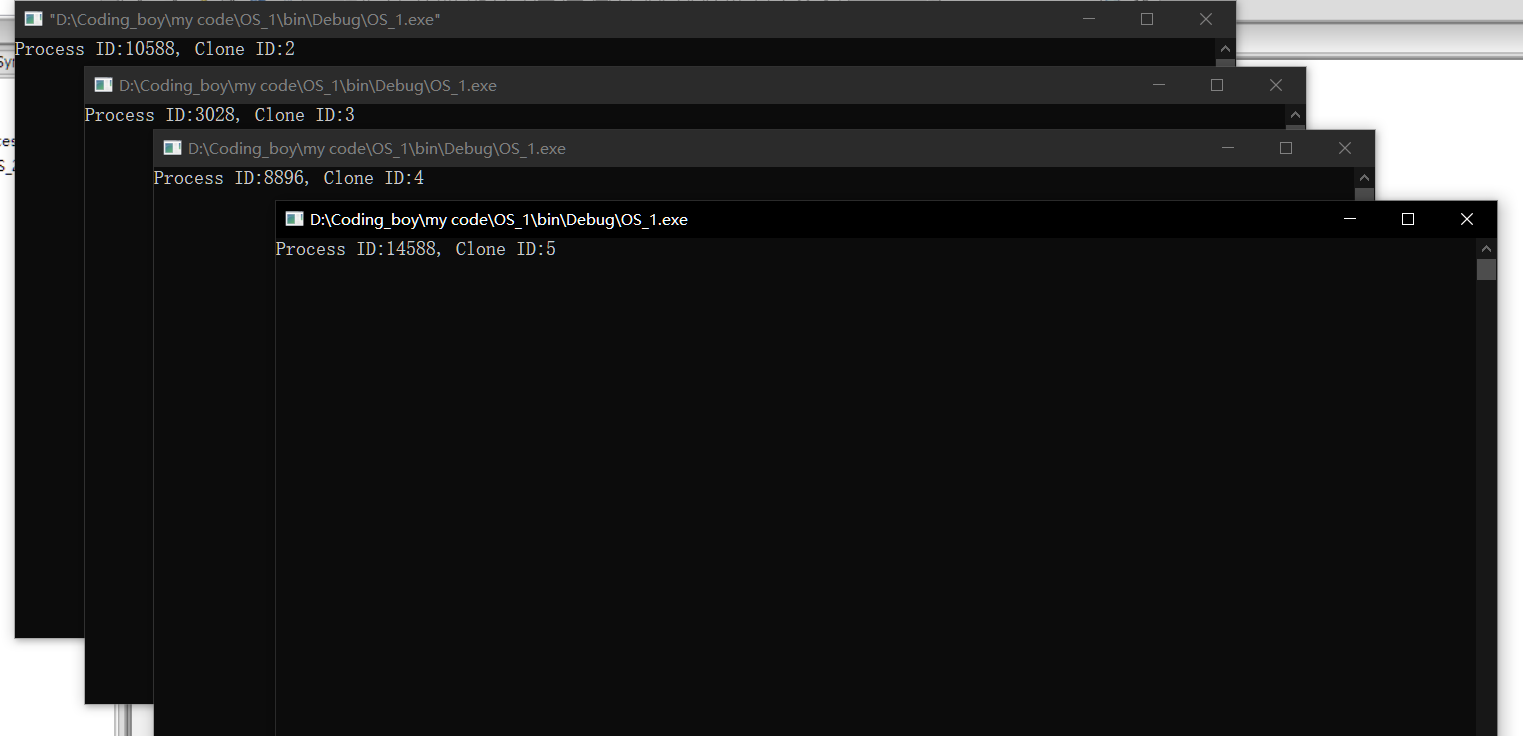 "D:\Coding_boy\my code\OS_1\bin\Debug\OS_1.exe"
Process ID:10588, Clone ID:2
D:\Coding_boy\my code\OS_1\bin\Debug\OS_1.exe
Process ID:3028, Clone ID:3
D:\Coding_boy\my code\OS_1\bin\Debug\OS_1.exe
Process ID:8896, Clone ID:4
D:\Coding_boy\my code\OS_1\bin\Debug\OS_1.exe
Process ID:14588, Clone ID:5